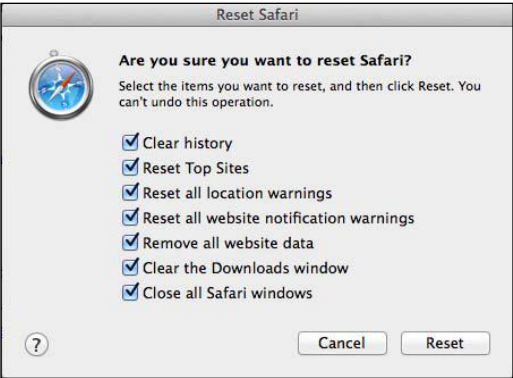 Reset Safari
Are you sure you want to reset Safari?
Select the items you want to reset, and then click Reset. You
can't undo this operation.
Clear history
Reset Top Sites
Reset all location warnings
Reset all website notification warnings
Remove all website data
Clear the Downloads window
Close all Safari windows
?
Cancel
Reset